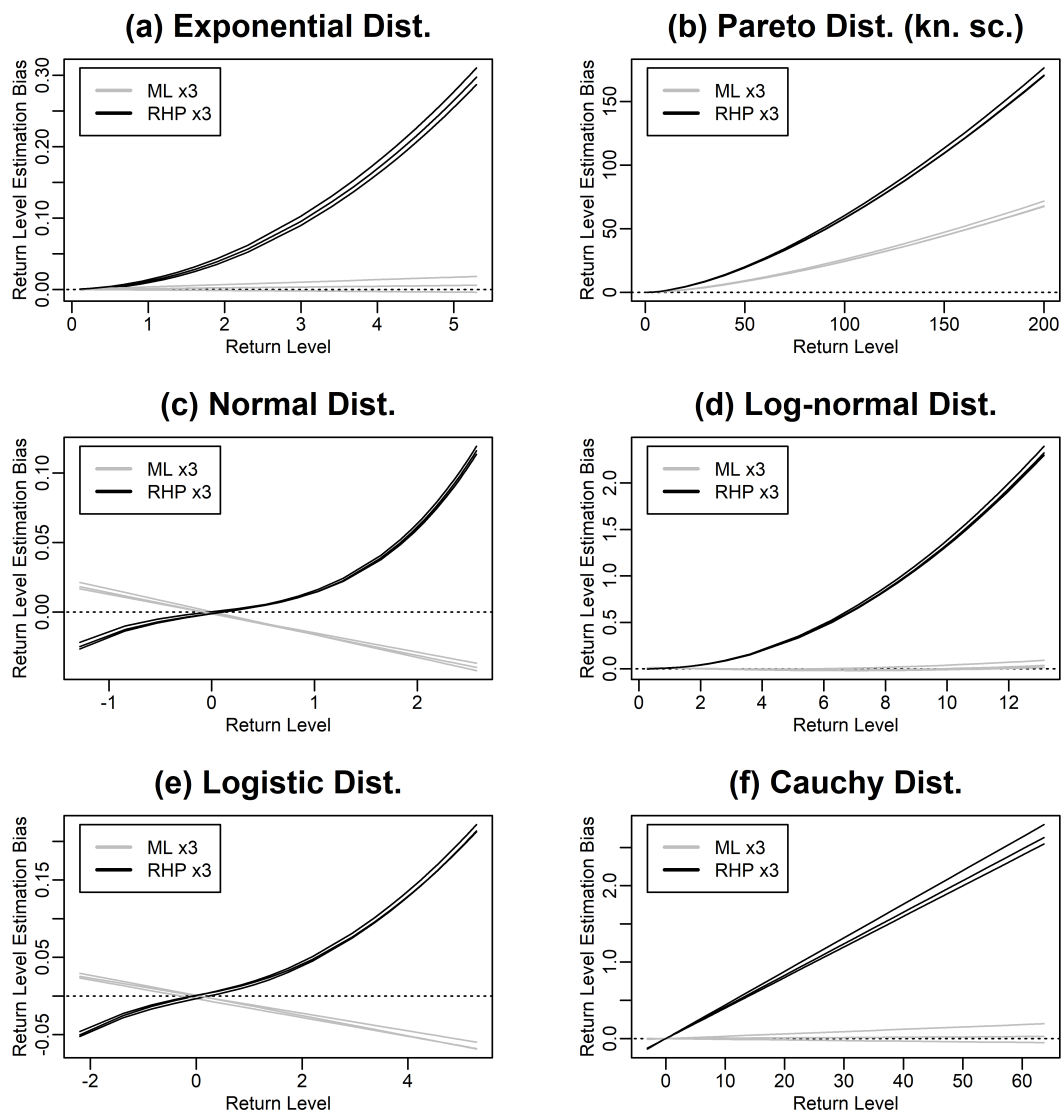 (a) Exponential Dist.
Return Level Estimation Bias
0.00 0.10 0.20 0.30
ML x3
RHP x3
0 1 2 3 4 5
Return Level
(b) Pareto Dist. (kn. sc.)
Return Level Estimation Bias
0 50 100 150
ML x3
RHP x3
0 50 100 150 200
Return Level
(c) Normal Dist.
Return Level Estimation Bias
0.00 0.05 0.10
ML x3
RHP x3
-1 0 1 2
Return Level
(d) Log-normal Dist.
Return Level Estimation Bias
0.0 0.5 1.0 1.5 2.0
ML x3
RHP x3
0 2 4 6 8 10 12
Return Level
(e) Logistic Dist.
Return Level Estimation Bias
-0.05 0.05 0.15
ML x3
RHP x3
-2 0 2 4
Return Level
(f) Cauchy Dist.
Return Level Estimation Bias
0.0 1.0 2.0
ML x3
RHP x3
0 10 20 30 40 50 60
Return Level